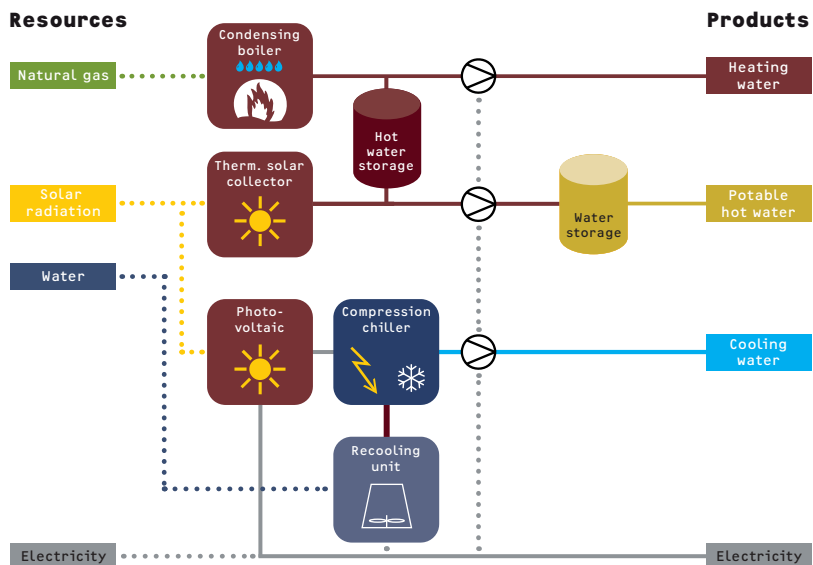 Resources
Products
Condensing
boiler
Natural gas
Heating
water
Hot
water
storage
Therm. solar
collector
Solar
radiation
Water
storage
Potable
hot water
Water
Photo-
voltaic
Compression
chiller
Cooling
water
Recooling
unit
Electricity
Electricity